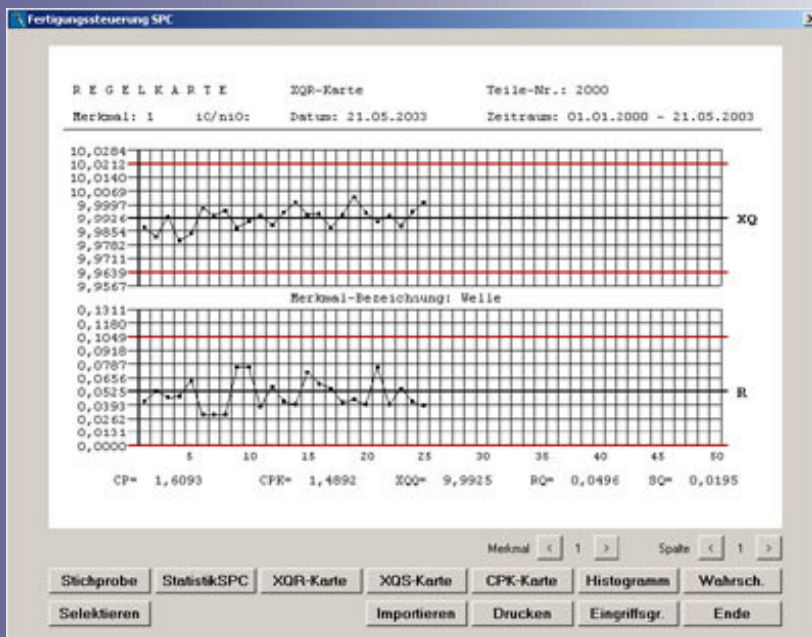 Fertigungssteuerung SPC
R E G E L K A R T E XQR-Karte Teile-Nr.: 2000
Merkmal: 1 iO/niO: Datum: 21.05.2003 Zeitraum: 01.01.2000 - 21.05.2003
10,0284
10,0212
10,0140
10,0069
9,9997
9,9926 XQ
9,9854
9,9782
9,9711
9,9639
9,9567
Merkmal-Bezeichnung: Welle
0,1311
0,1180
0,1049
0,0918
0,0787
0,0656
0,0525 R
0,0393
0,0262
0,0131
0,0000
5 10 15 20 25 30 35 40 45 50
CP= 1,6093 CPK= 1,4892 XQQ= 9,9925 RQ= 0,0496 SQ= 0,0195
Merkmal < 1 > Spalte < 1 >
Stichprobe StatistikSPC XQR-Karte XQS-Karte CPK-Karte Histogramm Wahrsch.
Selektieren Importieren Drucken Eingriffsgr. Ende